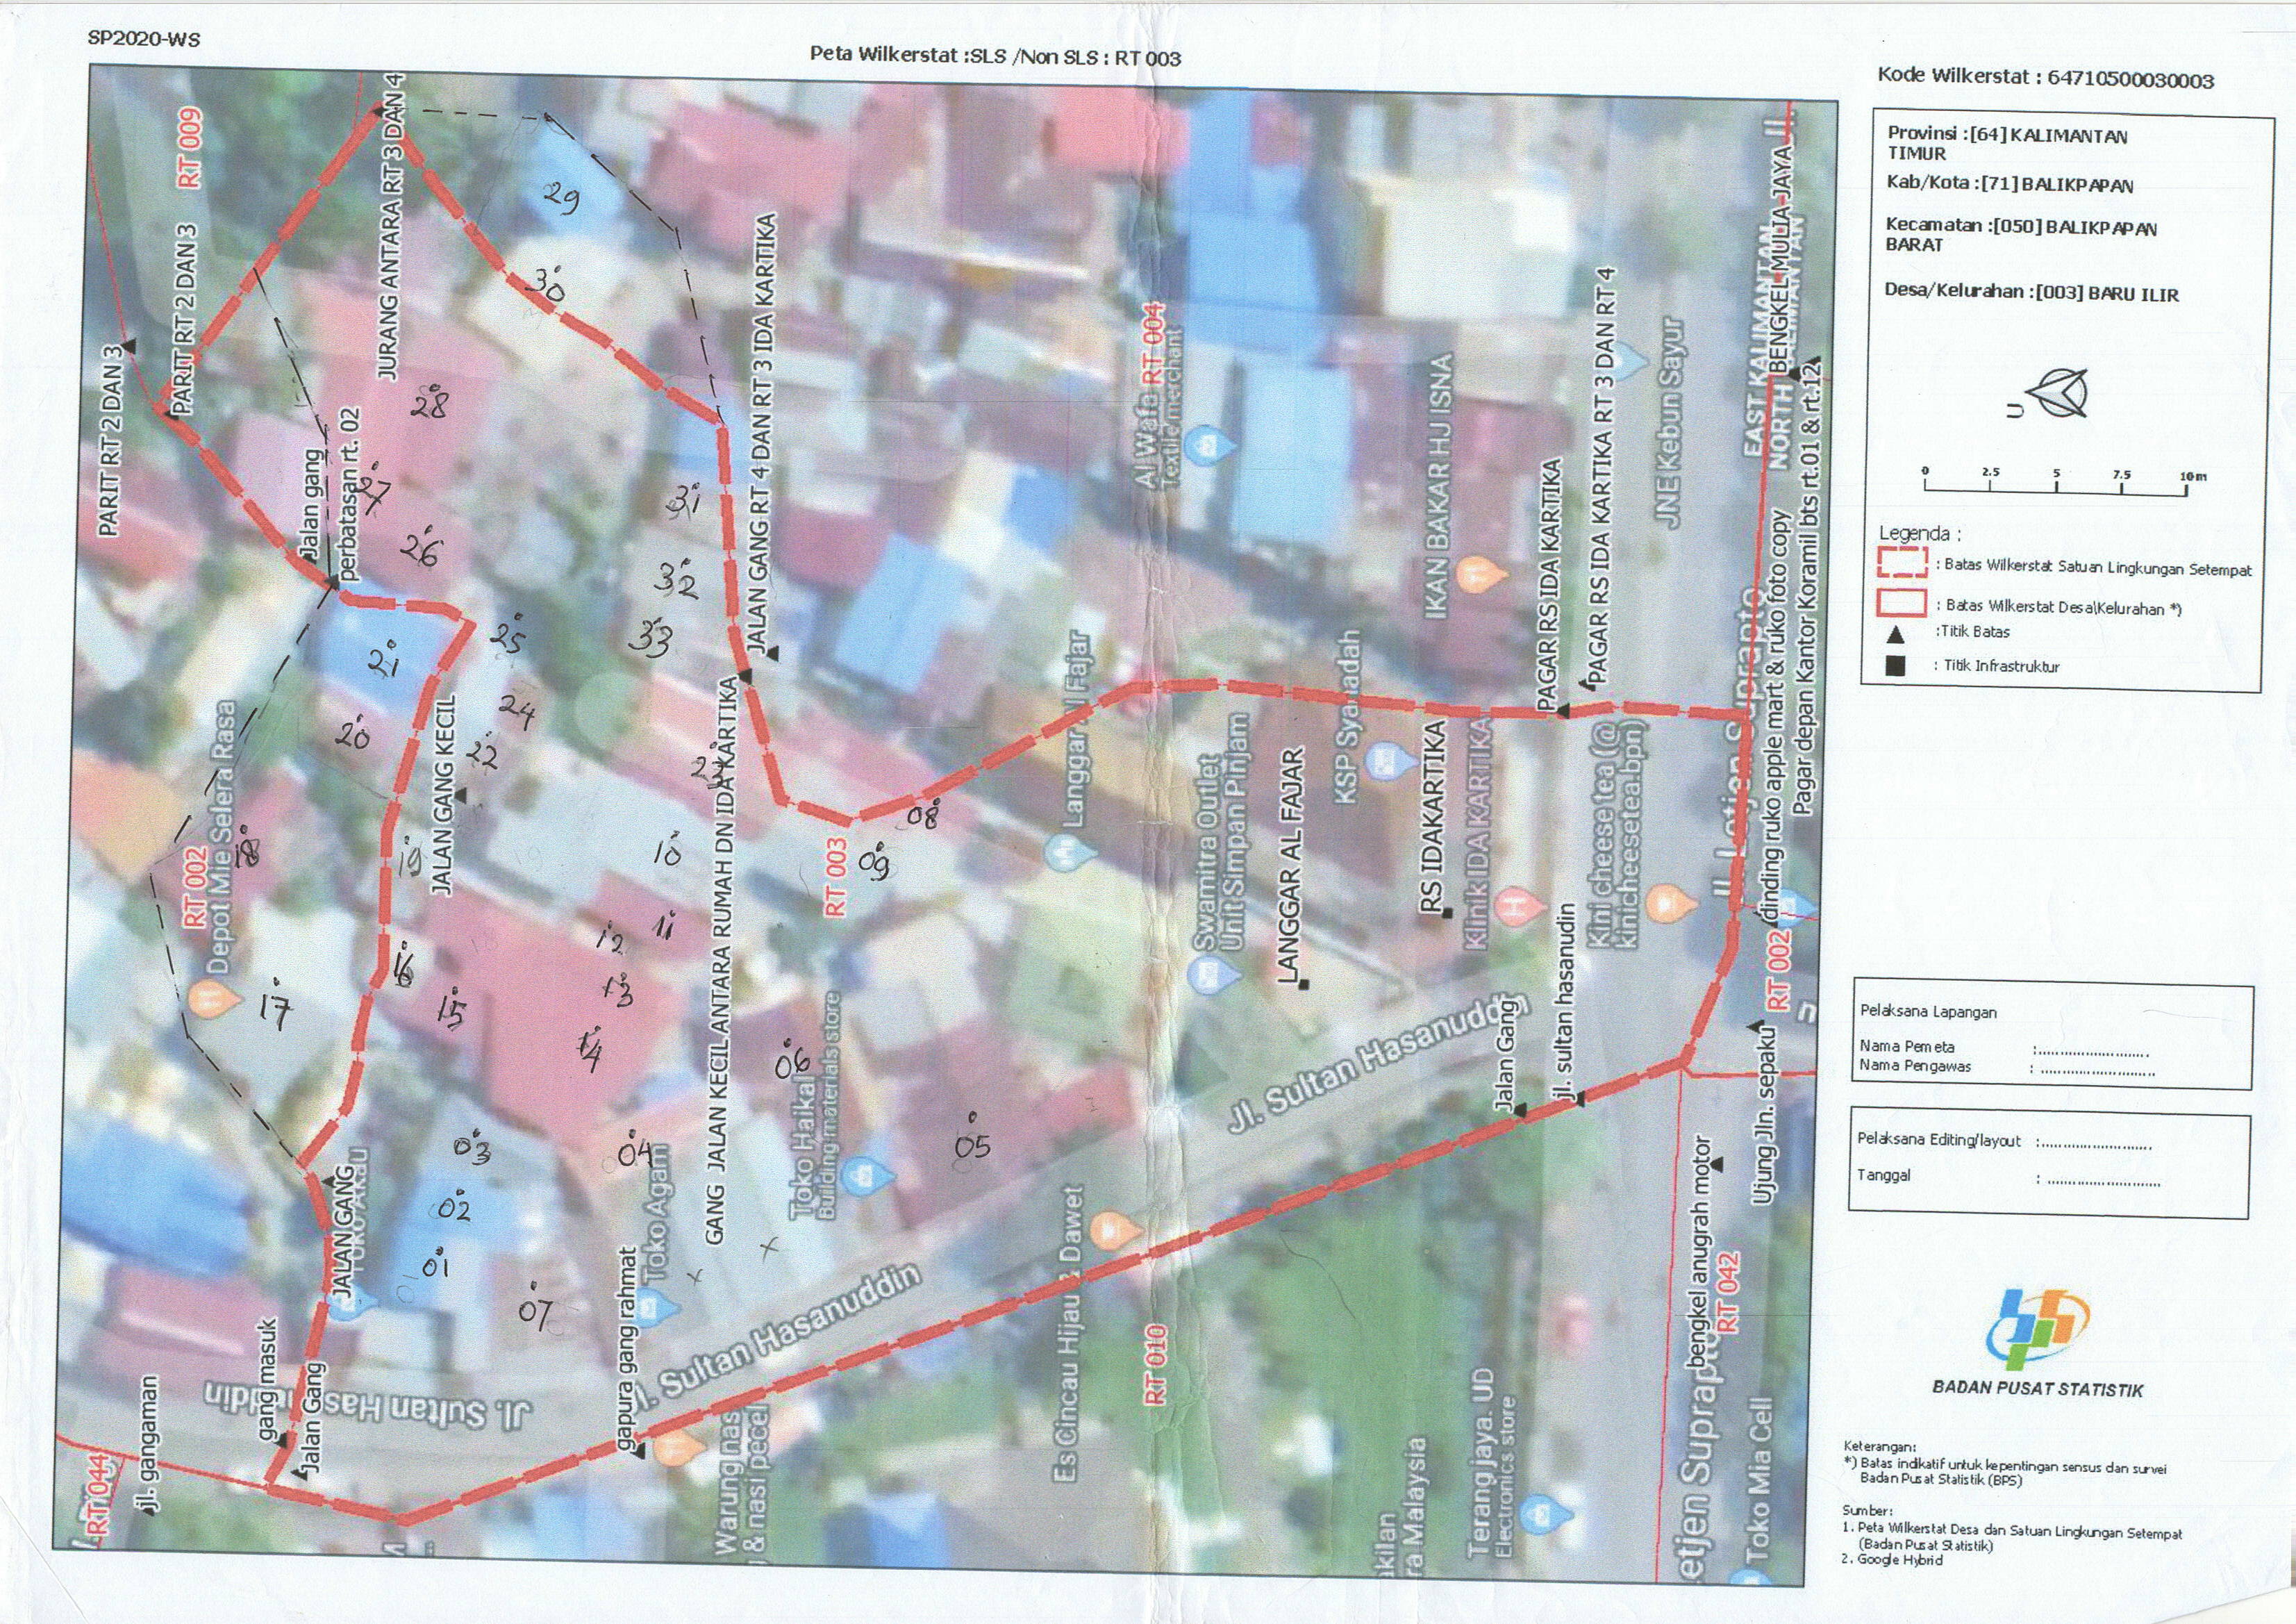 SP2020-WS
Peta Wilkerstat :SLS /Non SLS : RT 003
Kode Wilkerstat : 64710500030003
Provinsi :[64] KALIMANTAN
TIMUR
Kab/Kota :[71] BALIKPAPAN
Kecamatan :[050] BALIKPAPAN
BARAT
Desa/Kelurahan :[003] BARU ILIR
U
0 2.5 5 7.5 10 m
Legenda :
: Batas Wilkerstat Satuan Lingkungan Setempat
: Batas Wilkerstat Desa\Kelurahan *)
:Titik Batas
: Titik Infrastruktur
Pelaksana Lapangan
Nama Pemeta :
Nama Pengawas :
Pelaksana Editing/layout :
Tanggal :
BADAN PUSAT STATISTIK
Keterangan:
*) Batas indikatif untuk kepentingan sensus dan survei
Badan Pusat Statistik (BPS)
Sumber:
1. Peta Wilkerstat Desa dan Satuan Lingkungan Setempat
(Badan Pusat Statistik)
2. Google Hybrid
RT 009
PARIT RT 2 DAN 3
PARIT RT 2 DAN 3
JURANG ANTARA RT 3 DAN 4
Jalan gang
perbatasan rt. 02
29
30
28
27
26
31
32
33
25
21
24
20
22
23
JALAN GANG RT 4 DAN RT 3 IDA KARTIKA
RT 002
Depot Mie Selera Rasa
JALAN GANG KECIL
18
19
10
08
09
RT 003
GANG JALAN KECIL ANTARA RUMAH DN IDA KARTIKA
11
12
13
14
15
16
17
06
05
04
03
02
01
07
Toko Haikal
Building materials store
Toko Agam
JALAN GANG
gang masuk
Jalan Gang
jl. gangaman
RT 044
Jl. Sultan Hasanuddin
gapura gang rahmat
Jl. Sultan Hasanuddin
Warung nas
& nasi pecel
Es Cincau Hijau & Dawet
RT 010
Al Wafa
Textile merchant
RT 004
Langgar Al Fajar
Swamitra Outlet
Unit Simpan Pinjam
LANGGAR AL FAJAR
KSP Syariadah
IKAN BAKAR HJ ISNA
RS IDAKARTIKA
Klinik IDA KARTIKA
PAGAR RS IDA KARTIKA
PAGAR RS IDA KARTIKA RT 3 DAN RT 4
JNE Kebun Sayur
Kini cheese tea (@
kinicheesetea.bpn)
Jl. Sultan Hasanuddin
Jalan Gang
jl. sultan hasanudin
EAST KALIMANTAN
NORTH KALIMANTAN
BENGKEL MULIA JAYA
Jl. Letjen Suprapto
dinding ruko apple mart & ruko foto copy
Pagar depan Kantor Koramil bts rt.01 & rt.12
RT 002
Ujung Jln. sepaku
bengkel anugrah motor
RT 042
etjen Suprapto
Toko Mia Cell
Terang jaya. UD
Electronics store
akilan
ra Malaysia